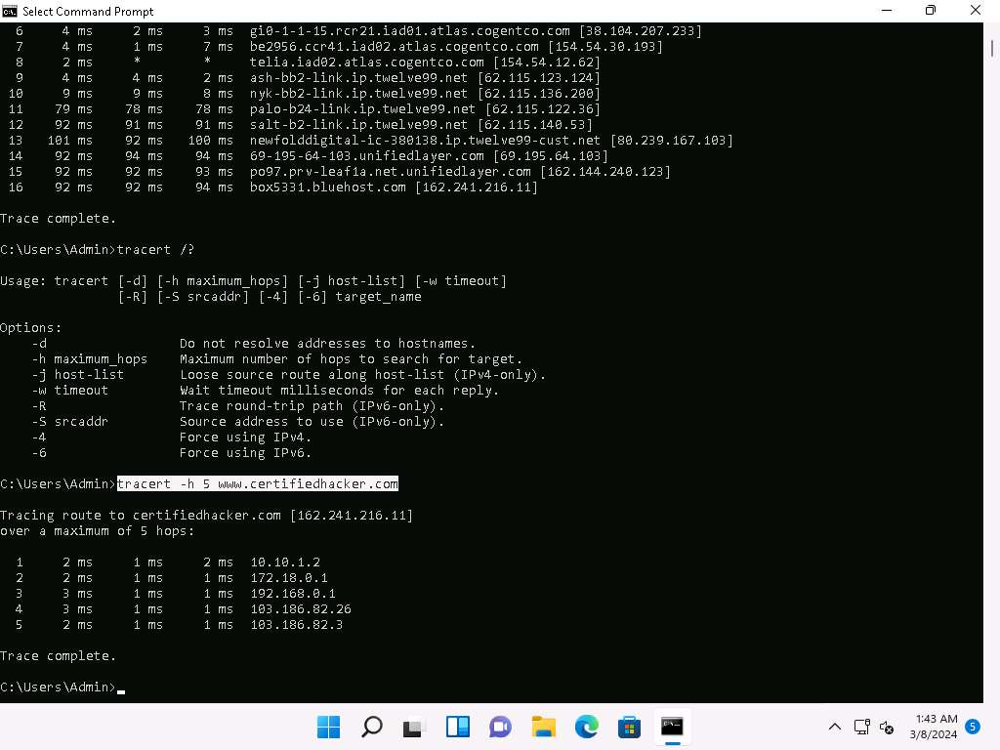 Select Command Prompt
6 4 ms 2 ms 3 ms gi0-1-1-15.rcr21.iad01.atlas.cogentco.com [38.104.207.233]
7 4 ms 1 ms 7 ms be2956.ccr41.iad02.atlas.cogentco.com [154.54.30.193]
8 2 ms * * telia.iad02.atlas.cogentco.com [154.54.12.62]
9 4 ms 4 ms 2 ms ash-bb2-link.ip.twelve99.net [62.115.123.124]
10 9 ms 9 ms 8 ms nyk-bb2-link.ip.twelve99.net [62.115.136.200]
11 79 ms 78 ms 78 ms palo-b24-link.ip.twelve99.net [62.115.122.36]
12 92 ms 91 ms 91 ms salt-b2-link.ip.twelve99.net [62.115.140.53]
13 101 ms 92 ms 100 ms newfolddigital-ic-380138.ip.twelve99-cust.net [80.239.167.103]
14 92 ms 94 ms 94 ms 69-195-64-103.unifiedlayer.com [69.195.64.103]
15 92 ms 92 ms 93 ms po97.prv-leaf1a.net.unifiedlayer.com [162.144.240.123]
16 92 ms 92 ms 94 ms box5331.bluehost.com [162.241.216.11]
Trace complete.
C:\Users\Admin>tracert /?
Usage: tracert [-d] [-h maximum_hops] [-j host-list] [-w timeout]
[-R] [-S srcaddr] [-4] [-6] target_name
Options:
-d Do not resolve addresses to hostnames.
-h maximum_hops Maximum number of hops to search for target.
-j host-list Loose source route along host-list (IPv4-only).
-w timeout Wait timeout milliseconds for each reply.
-R Trace round-trip path (IPv6-only).
-S srcaddr Source address to use (IPv6-only).
-4 Force using IPv4.
-6 Force using IPv6.
C:\Users\Admin>tracert -h 5 www.certifiedhacker.com
Tracing route to certifiedhacker.com [162.241.216.11]
over a maximum of 5 hops:
1 2 ms 1 ms 2 ms 10.10.1.2
2 2 ms 1 ms 1 ms 172.18.0.1
3 3 ms 1 ms 1 ms 192.168.0.1
4 3 ms 1 ms 1 ms 103.186.82.26
5 2 ms 1 ms 1 ms 103.186.82.3
Trace complete.
C:\Users\Admin>
1:43 AM
3/8/2024
5